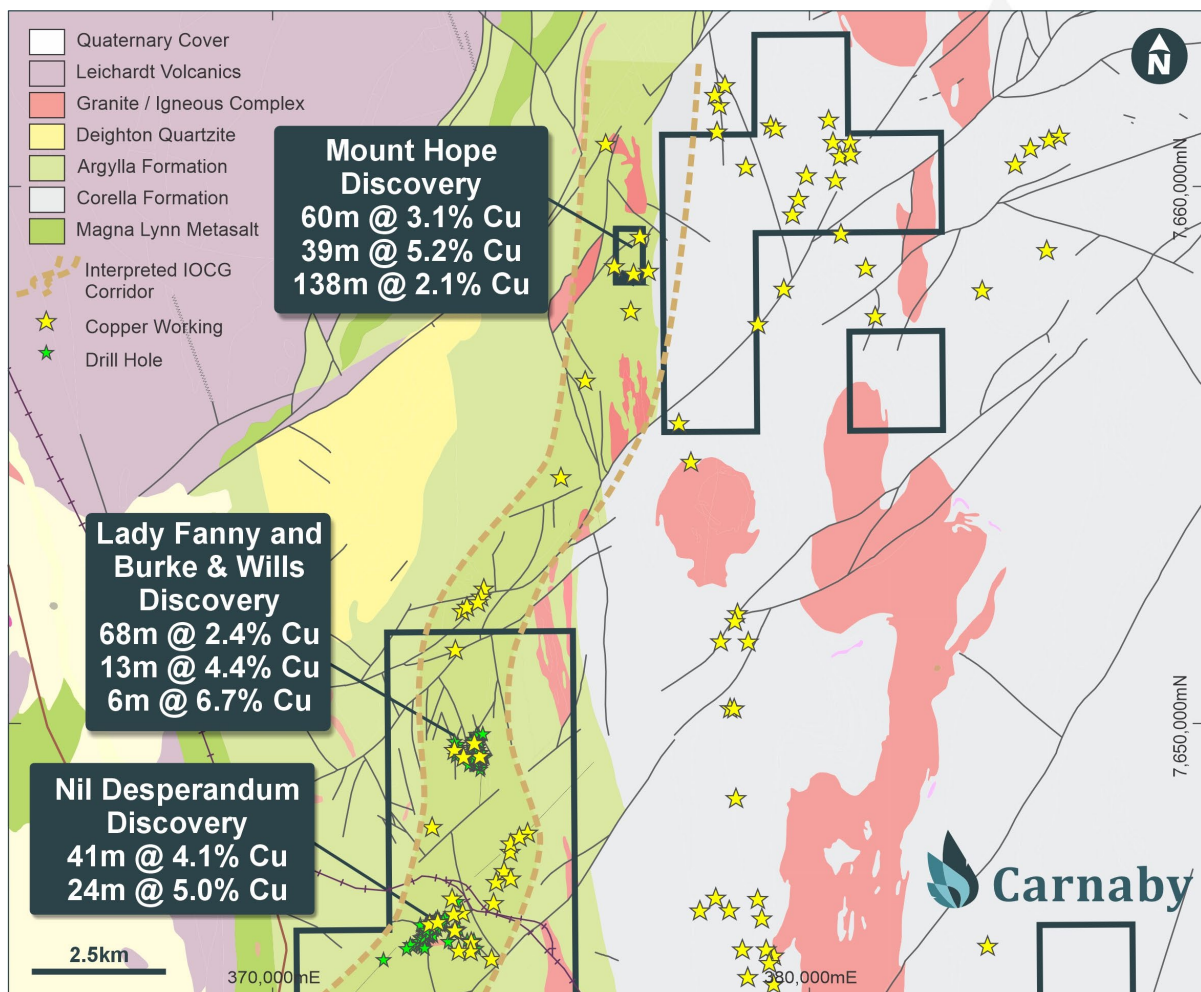 Quaternary Cover
Leichardt Volcanics
Granite / Igneous Complex
Deighton Quartzite
Argylla Formation
Corella Formation
Magna Lynn Metasalt
Interpreted IOCG
Corridor
Copper Working
Drill Hole
N
Mount Hope
Discovery
60m @ 3.1% Cu
39m @ 5.2% Cu
138m @ 2.1% Cu
7,660,000mN
Lady Fanny and
Burke & Wills
Discovery
68m @ 2.4% Cu
13m @ 4.4% Cu
6m @ 6.7% Cu
7,650,000mN
Nil Desperandum
Discovery
41m @ 4.1% Cu
24m @ 5.0% Cu
Carnaby
2.5km
370,000mE
380,000mE